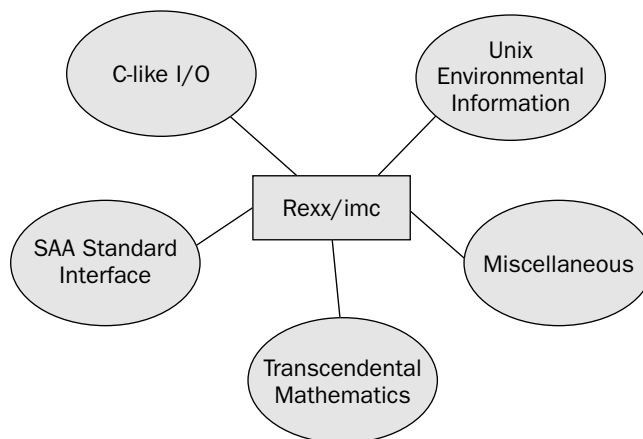 C-like I/O
Unix
Environmental
Information
Rexx/imc
SAA Standard
Interface
Miscellaneous
Transcendental
Mathematics